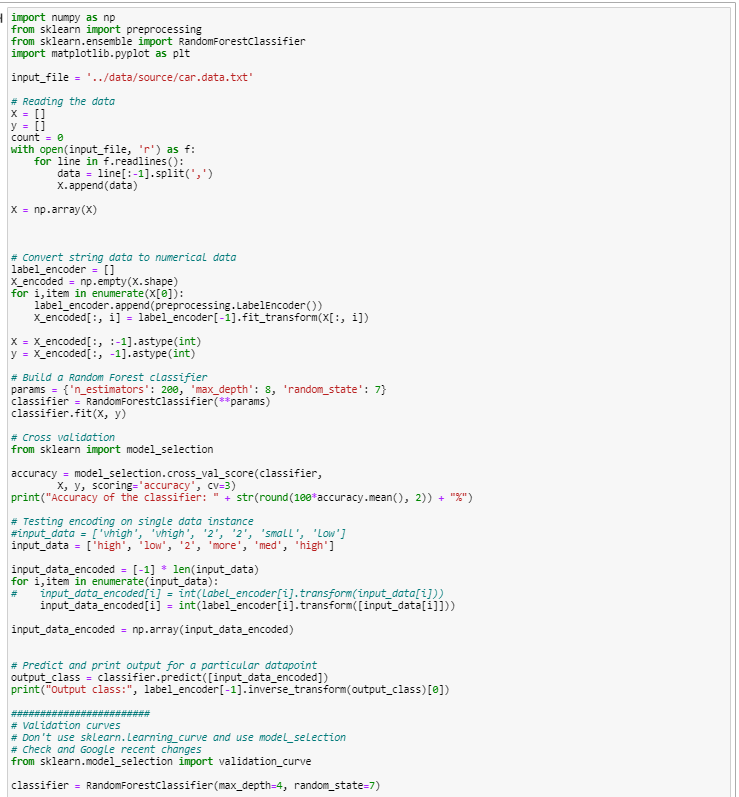 import numpy as np
from sklearn import preprocessing
from sklearn.ensemble import RandomForestClassifier
import matplotlib.pyplot as plt

input_file = '../data/source/car.data.txt'

# Reading the data
X = []
y = []
count = 0
with open(input_file, 'r') as f:
    for line in f.readlines():
        data = line[:-1].split(',')
        X.append(data)

X = np.array(X)

# Convert string data to numerical data
label_encoder = []
X_encoded = np.empty(X.shape)
for i,item in enumerate(X[0]):
    label_encoder.append(preprocessing.LabelEncoder())
    X_encoded[:, i] = label_encoder[-1].fit_transform(X[:, i])

X = X_encoded[:, :-1].astype(int)
y = X_encoded[:, -1].astype(int)

# Build a Random Forest classifier
params = {'n_estimators': 200, 'max_depth': 8, 'random_state': 7}
classifier = RandomForestClassifier(**params)
classifier.fit(X, y)

# Cross validation
from sklearn import model_selection

accuracy = model_selection.cross_val_score(classifier,
        X, y, scoring='accuracy', cv=3)
print("Accuracy of the classifier: " + str(round(100*accuracy.mean(), 2)) + "%")

# Testing encoding on single data instance
#input_data = ['vhigh', 'vhigh', '2', '2', 'small', 'low']
input_data = ['high', 'low', '2', 'more', 'med', 'high']

input_data_encoded = [-1] * len(input_data)
for i,item in enumerate(input_data):
#    input_data_encoded[i] = int(label_encoder[i].transform(input_data[i]))
    input_data_encoded[i] = int(label_encoder[i].transform([input_data[i]]))

input_data_encoded = np.array(input_data_encoded)

# Predict and print output for a particular datapoint
output_class = classifier.predict([input_data_encoded])
print("Output class:", label_encoder[-1].inverse_transform(output_class)[0])

########################
# Validation curves
# Don't use sklearn.learning_curve and use model_selection
# Check and Google recent changes
from sklearn.model_selection import validation_curve

classifier = RandomForestClassifier(max_depth=4, random_state=7)